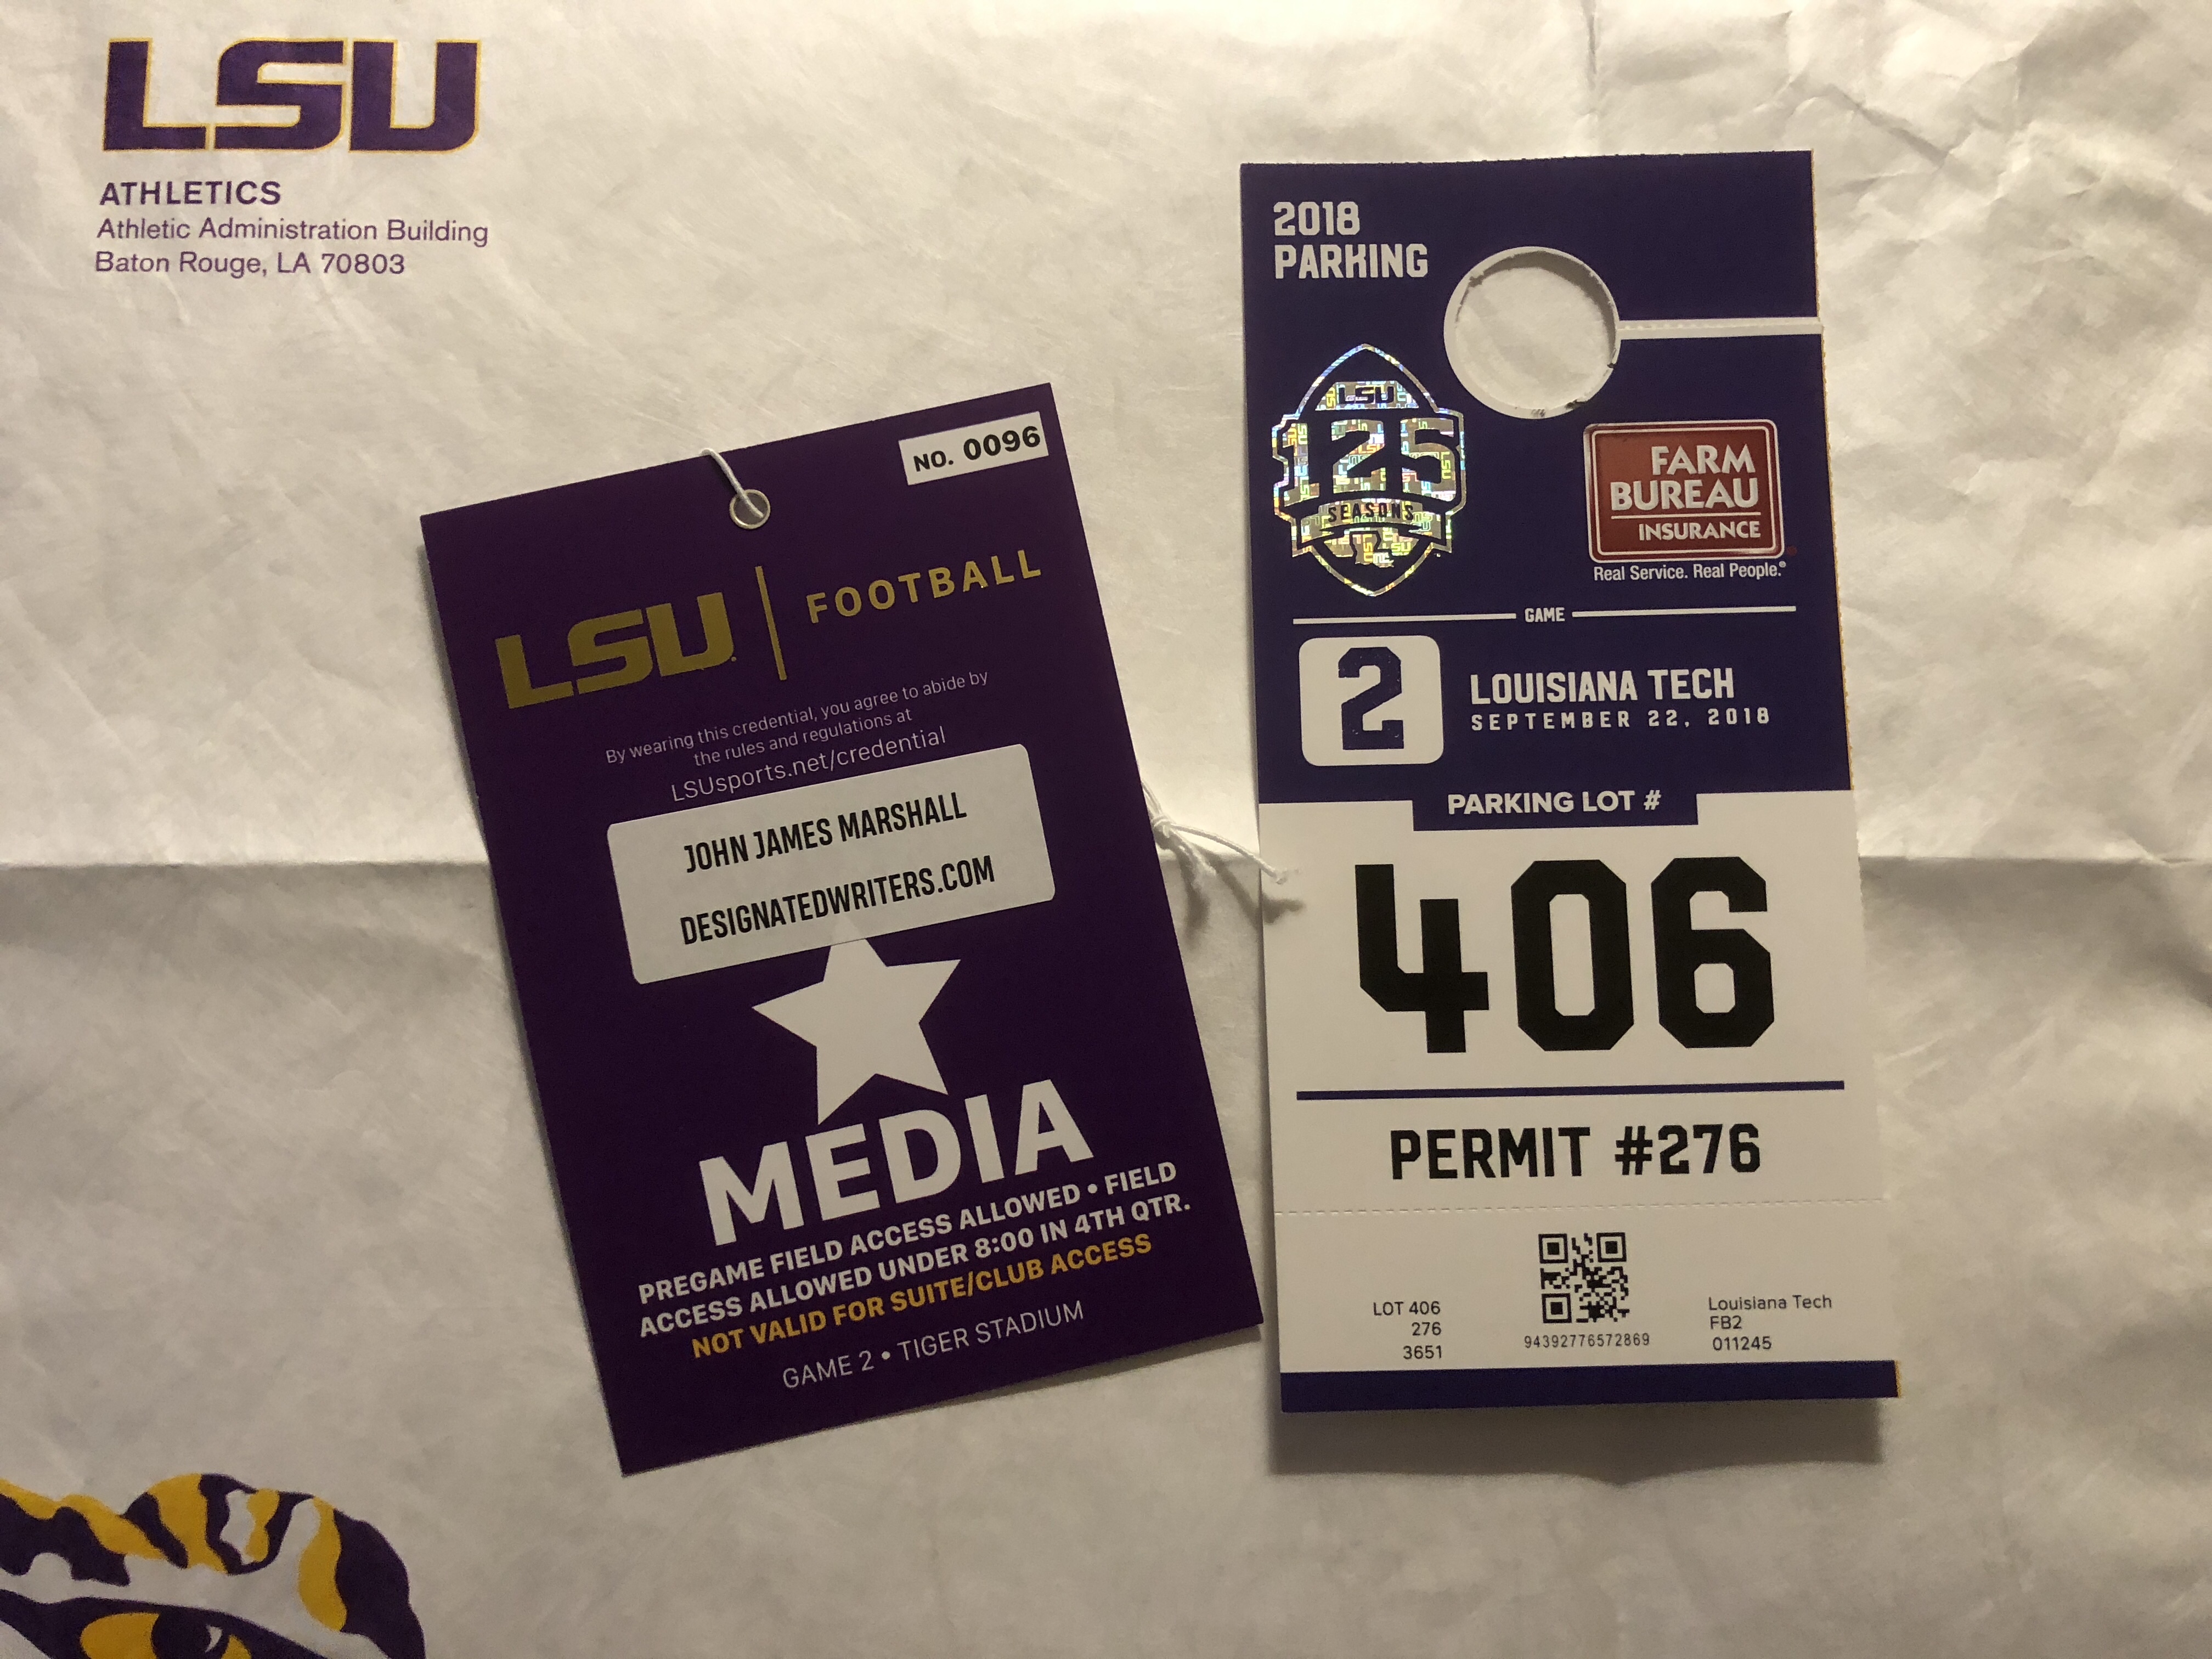 LSU
ATHLETICS
Athletic Administration Building
Baton Rouge, LA 70803
NO. 0096
LSU | FOOTBALL
By wearing this credential, you agree to abide by
the rules and regulations at
LSUsports.net/credential
JOHN JAMES MARSHALL
DESIGNATEDWRITERS.COM
MEDIA
PREGAME FIELD ACCESS ALLOWED • FIELD
ACCESS ALLOWED UNDER 8:00 IN 4TH QTR.
NOT VALID FOR SUITE/CLUB ACCESS
GAME 2 • TIGER STADIUM
2018
PARKING
LSU
125
SEASONS
FARM
BUREAU
INSURANCE
Real Service. Real People.®
GAME
2
LOUISIANA TECH
SEPTEMBER 22, 2018
PARKING LOT #
406
PERMIT #276
LOT 406
276
3651
94392776572869
Louisiana Tech
FB2
011245